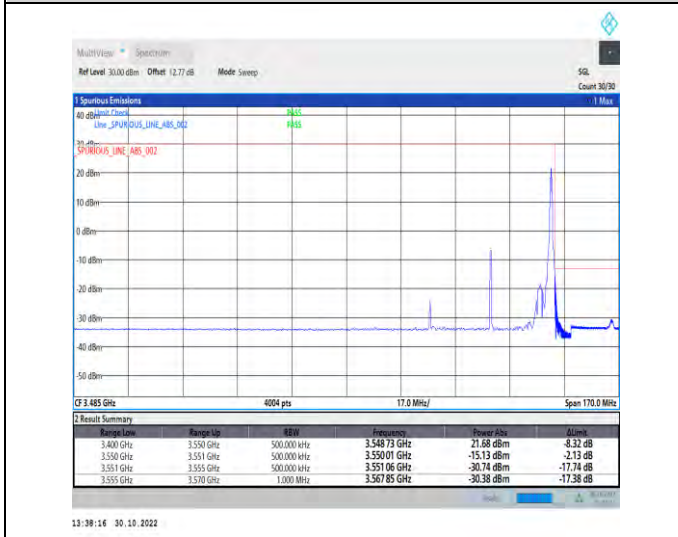 MultiView Spectrum
Ref Level 30.00 dBm Offset 12.77 dB Mode Sweep SGL
Count 30/30
1 Spurious Emissions 1 Max
40 dBm Limit Check PASS
Line _SPURIOUS_LINE_ABS_002 PASS
_SPURIOUS_LINE_ABS_002
20 dBm
10 dBm
0 dBm
-10 dBm
-20 dBm
-30 dBm
-40 dBm
-50 dBm
CF 3.485 GHz 4004 pts 17.0 MHz/ Span 170.0 MHz
2 Result Summary
Range Low Range Up RBW Frequency Power Abs ΔLimit
3.400 GHz 3.550 GHz 500.000 kHz 3.548 73 GHz 21.68 dBm -8.32 dB
3.550 GHz 3.551 GHz 500.000 kHz 3.550 01 GHz -15.13 dBm -2.13 dB
3.551 GHz 3.555 GHz 500.000 kHz 3.551 06 GHz -30.74 dBm -17.74 dB
3.555 GHz 3.570 GHz 1.000 MHz 3.567 85 GHz -30.38 dBm -17.38 dB
13:38:16 30.10.2022